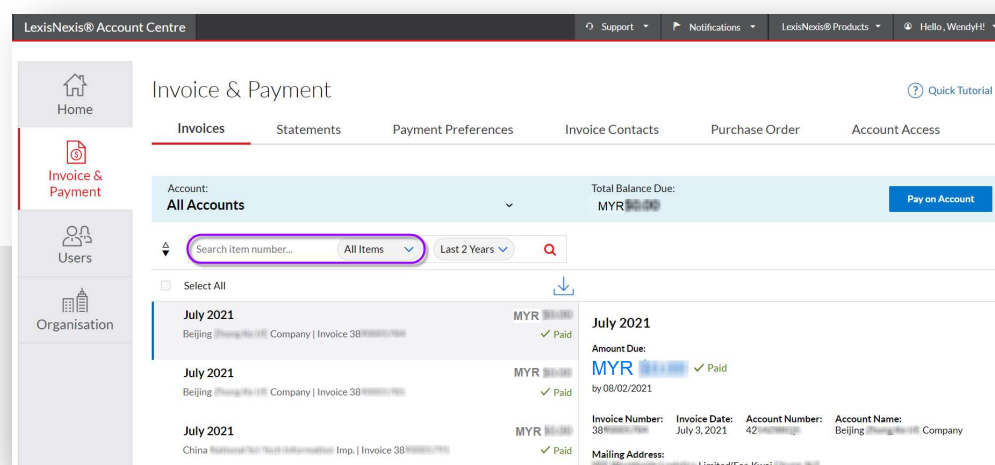 LexisNexis® Account Centre Support Notifications LexisNexis® Products Hello, WendyH!
Home
Invoice & Payment
Users
Organisation
Invoice & Payment
Quick Tutorial
Invoices Statements Payment Preferences Invoice Contacts Purchase Order Account Access
Account:
All Accounts
Total Balance Due:
MYR
Pay on Account
Search item number... All Items Last 2 Years
Select All
July 2021 MYR
Beijing Company | Invoice 38 Paid
July 2021 MYR
Beijing Company | Invoice 38 Paid
July 2021 MYR
China Imp. | Invoice 38 Paid
July 2021
Amount Due:
MYR Paid
by 08/02/2021
Invoice Number: Invoice Date: Account Number: Account Name:
38 July 3, 2021 42 Beijing Company
Mailing Address: